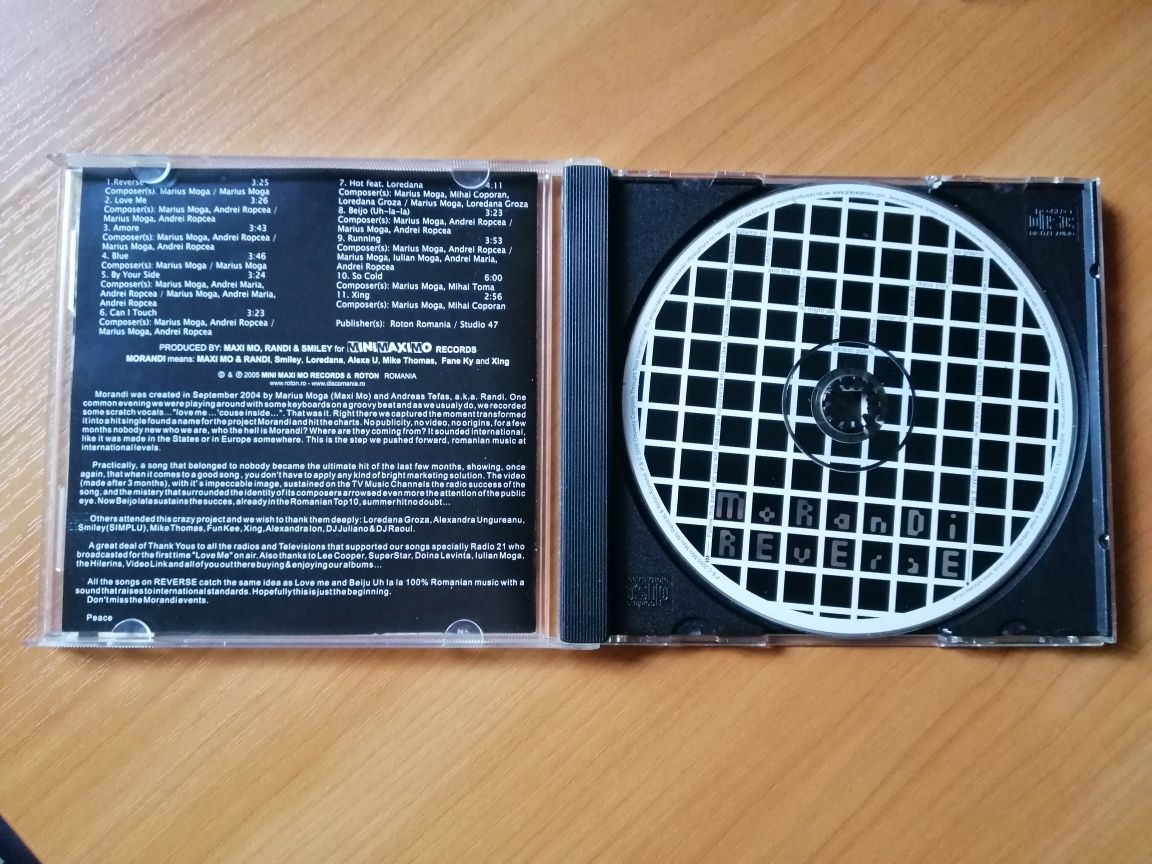 1.Reverse 3:25
Composer(s): Marius Moga / Marius Moga
2. Love Me 3:26
Composer(s): Marius Moga, Andrei Ropcea /
Marius Moga, Andrei Ropcea
3. Amore 3:43
Composer(s): Marius Moga, Andrei Ropcea /
Marius Moga, Andrei Ropcea
4. Blue 3:46
Composer(s): Marius Moga / Marius Moga
5. By Your Side 3:24
Composer(s): Marius Moga, Andrei Maria,
Andrei Ropcea / Marius Moga, Andrei Maria,
Andrei Ropcea
6. Can I Touch 3:23
Composer(s): Marius Moga, Andrei Ropcea /
Marius Moga, Andrei Ropcea
7. Hot feat. Loredana 4:11
Composer(s): Marius Moga, Mihai Coporan,
Loredana Groza / Marius Moga, Loredana Groza
8. Beijo (Uh-la-la) 3:23
Composer(s): Marius Moga, Andrei Ropcea /
Marius Moga, Andrei Ropcea
9. Running 3:53
Composer(s): Marius Moga, Andrei Ropcea /
Marius Moga, Iulian Moga, Andrei Maria,
Andrei Ropcea
10. So Cold 6:00
Composer(s): Marius Moga, Mihai Toma
11. Xing 2:56
Composer(s): Marius Moga, Mihai Coporan
Publisher(s): Roton Romania / Studio 47
PRODUCED BY: MAXI MO, RANDI & SMILEY for MINIMAXIMO RECORDS
MORANDI means: MAXI MO & RANDI, Smiley, Loredana, Alexxa U, Mike Thomas, Fane Ky and Xing
© & ℗ 2005 MINI MAXI MO RECORDS & ROTON ROMANIA
www.roton.ro - www.discomania.ro
Morandi was created in September 2004 by Marius Moga (Maxi Mo) and Andreas Tefas, a.k.a. Randi. One
common evening we were playing around with some keyboards on a groovy beat and as we usualy do, we recorded
some scratch vocals..."love me ...'couse inside...". That was it. Right there we captured the moment transformed
it into a hit single found a name for the project Morandi and hit the charts. No publicity, no video, no origins, for a few
months nobody new who we are, who the hell is Morandi? Where are they coming from? It sounded international,
like it was made in the States or in Europe somewhere. This is the step we pushed forward, romanian music at
international levels.
Practically, a song that belonged to nobody became the ultimate hit of the last few months, showing, once
again, that when it comes to a good song , you don't have to apply any kind of bright marketing solution. The video
(made after 3 months), with it's impeccable image, sustained on the TV Music Channels the radio success of the
song, and the mistery that surrounded the identity of its composers arrowsed even more the attention of the public
eye. Now Beijo lala sustains the succes, already in the Romanian Top 10, summer hit no doubt...
Others attended this crazy project and we wish to thank them deeply: Loredana Groza, Alexandra Ungureanu,
Smiley(SIMPLU), Mike Thomas, Fun Kee, Xing, Alexandra Ion, DJ Juliano & DJ Raoul.
A great deal of Thank Yous to all the radios and Televisions that supported our songs specially Radio 21 who
broadcasted for the first time "Love Me" on air. Also thanks to Lee Cooper, SuperStar, Doina Levinta, Iulian Moga,
the Hilerins, Video Link and all of you out there buying & enjoying our albums...
All the songs on REVERSE catch the same idea as Love me and Beiju Uh la la 100% Romanian music with a
sound that raises to international standards. Hopefully this is just the beginning.
Don't miss the Morandi events.
Peace
MoRanDi
REvErsE